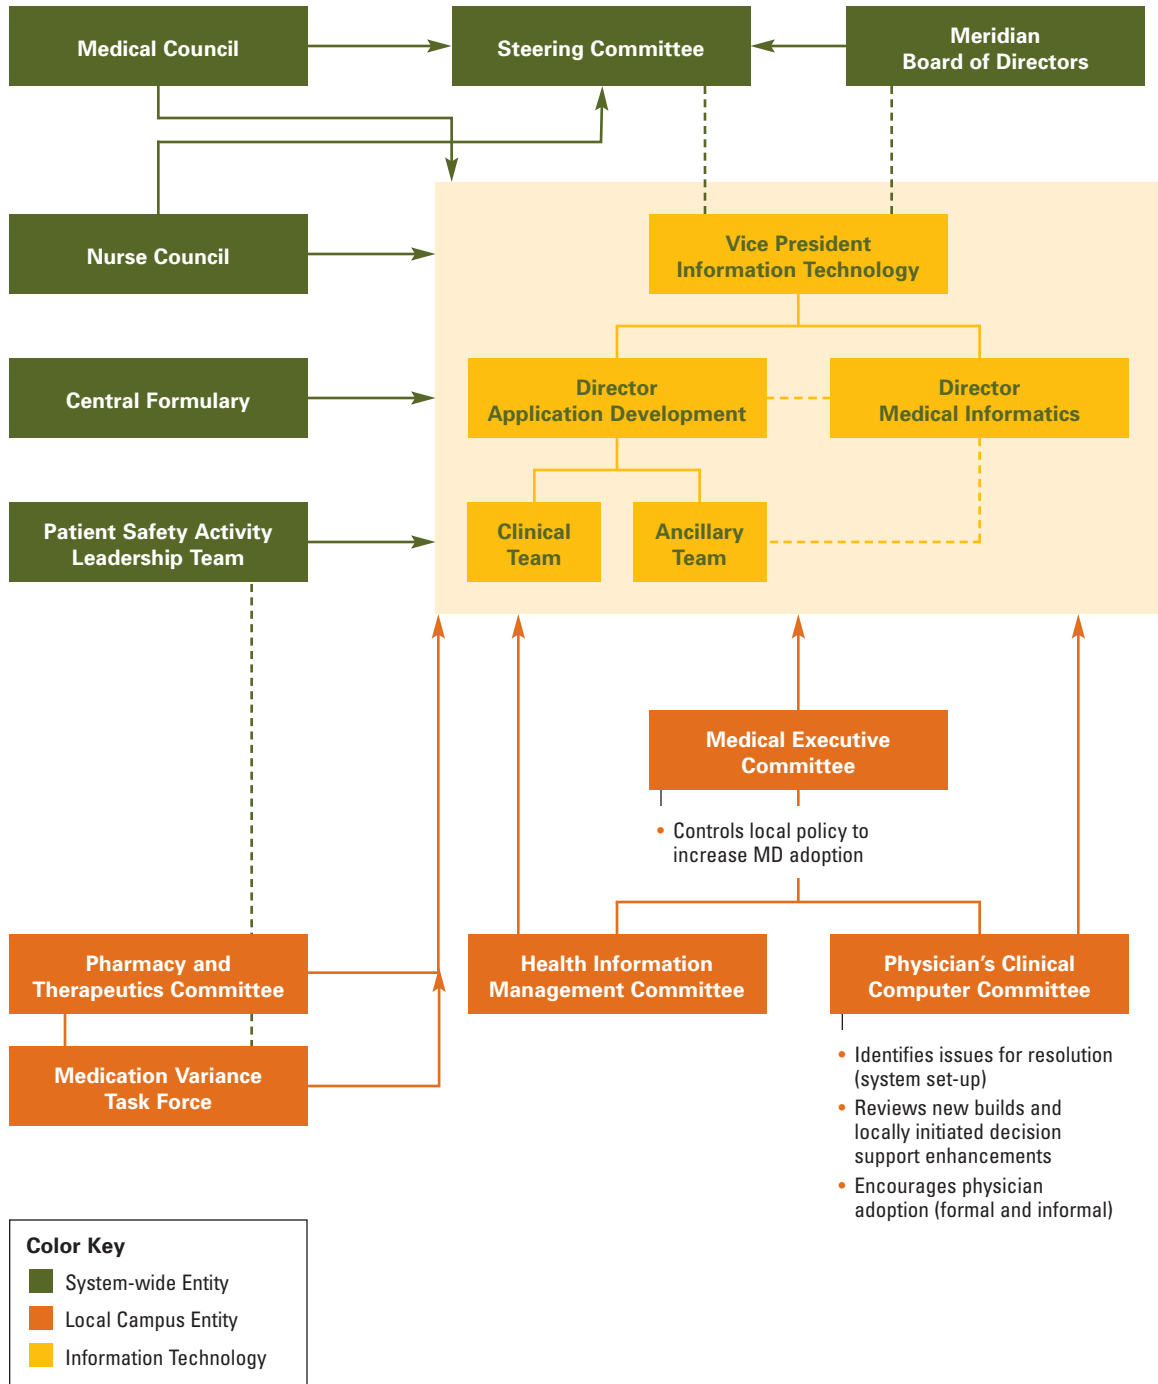 Medical Council
Steering Committee
Meridian
Board of Directors
Nurse Council
Vice President
Information Technology
Central Formulary
Director
Application Development
Director
Medical Informatics
Patient Safety Activity
Leadership Team
Clinical
Team
Ancillary
Team
Medical Executive
Committee
• Controls local policy to
increase MD adoption
Pharmacy and
Therapeutics Committee
Health Information
Management Committee
Physician's Clinical
Computer Committee
Medication Variance
Task Force
• Identifies issues for resolution
(system set-up)
• Reviews new builds and
locally initiated decision
support enhancements
• Encourages physician
adoption (formal and informal)
Color Key
System-wide Entity
Local Campus Entity
Information Technology